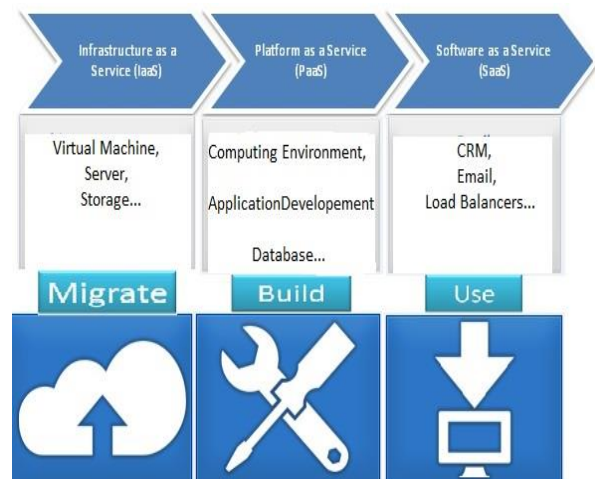 Infrastructure as a
Service (IaaS)
Platform as a Service
(PaaS)
Software as a Service
(SaaS)
Virtual Machine,
Server,
Storage...
Computing Environment,
ApplicationDevelopement
Database...
CRM,
Email,
Load Balancers...
Migrate
Build
Use